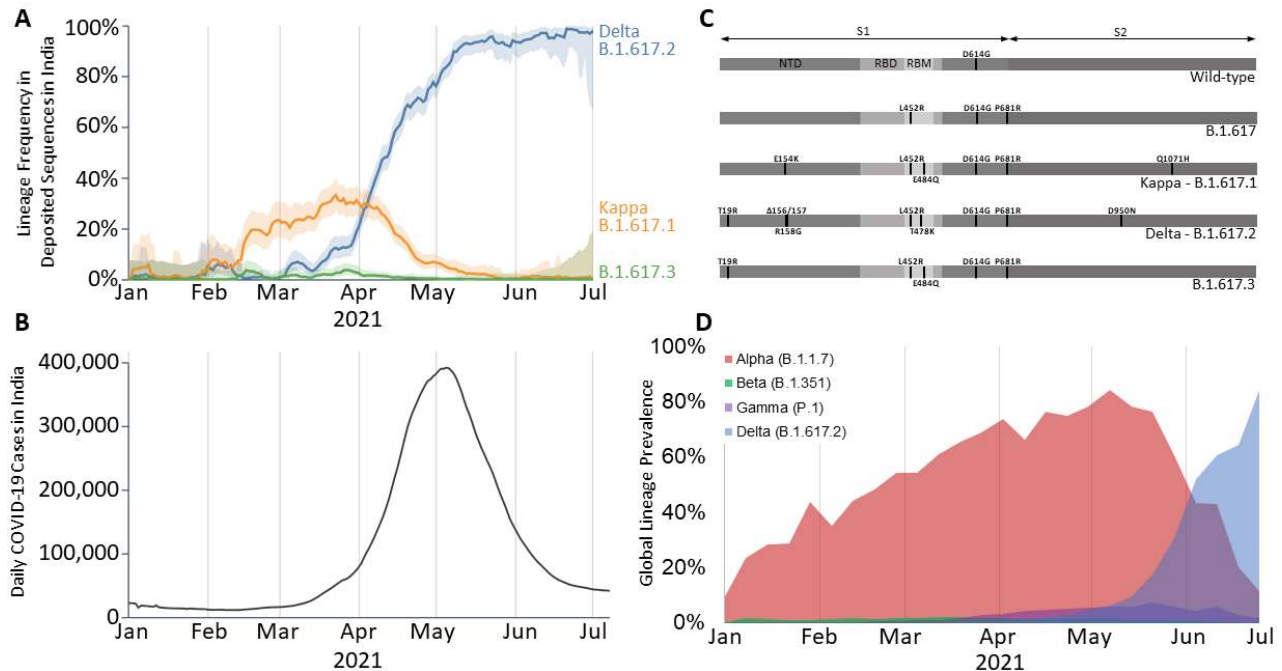 A
100%
80%
60%
40%
20%
0%
Lineage Frequency in
Deposited Sequences in India
Delta
B.1.617.2
Kappa
B.1.617.1
B.1.617.3
Jan Feb Mar Apr May Jun Jul
2021
B
400,000
300,000
200,000
100,000
0
Daily COVID-19 Cases in India
Jan Feb Mar Apr May Jun Jul
2021
C
S1 S2
D614G
NTD RBD RBM
Wild-type
L452R D614G P681R
B.1.617
E154K L452R D614G P681R Q1071H
E484Q
Kappa - B.1.617.1
T19R Δ156/157 L452R D614G P681R D950N
R158G T478K
Delta - B.1.617.2
T19R L452R D614G P681R
E484Q
B.1.617.3
D
100%
80%
60%
40%
20%
0%
Global Lineage Prevalence
Alpha (B.1.1.7)
Beta (B.1.351)
Gamma (P.1)
Delta (B.1.617.2)
Jan Feb Mar Apr May Jun Jul
2021